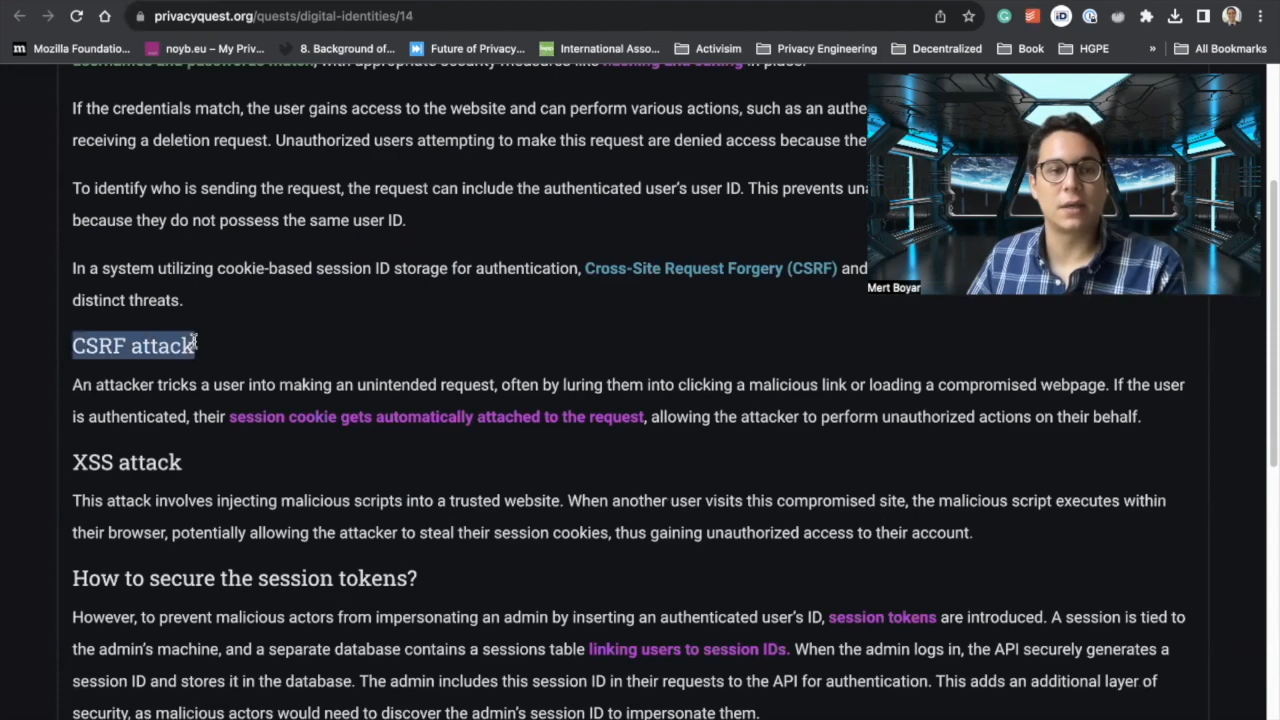 privacyquest.org/quests/digital-identities/14
Mozilla Foundatio... noyb.eu – My Priv... 8. Background of... Future of Privacy... International Asso... Activisim Privacy Engineering Decentralized Book HGPE » All Bookmarks
usernames and passwords match, with appropriate security measures like hashing and salting in place.
If the credentials match, the user gains access to the website and can perform various actions, such as an authe
receiving a deletion request. Unauthorized users attempting to make this request are denied access because the
To identify who is sending the request, the request can include the authenticated user's user ID. This prevents una
because they do not possess the same user ID.
In a system utilizing cookie-based session ID storage for authentication, Cross-Site Request Forgery (CSRF) and
distinct threats.
Mert Boyar
CSRF attack
An attacker tricks a user into making an unintended request, often by luring them into clicking a malicious link or loading a compromised webpage. If the user
is authenticated, their session cookie gets automatically attached to the request, allowing the attacker to perform unauthorized actions on their behalf.
XSS attack
This attack involves injecting malicious scripts into a trusted website. When another user visits this compromised site, the malicious script executes within
their browser, potentially allowing the attacker to steal their session cookies, thus gaining unauthorized access to their account.
How to secure the session tokens?
However, to prevent malicious actors from impersonating an admin by inserting an authenticated user's ID, session tokens are introduced. A session is tied to
the admin's machine, and a separate database contains a sessions table linking users to session IDs. When the admin logs in, the API securely generates a
session ID and stores it in the database. The admin includes this session ID in their requests to the API for authentication. This adds an additional layer of
security, as malicious actors would need to discover the admin's session ID to impersonate them.